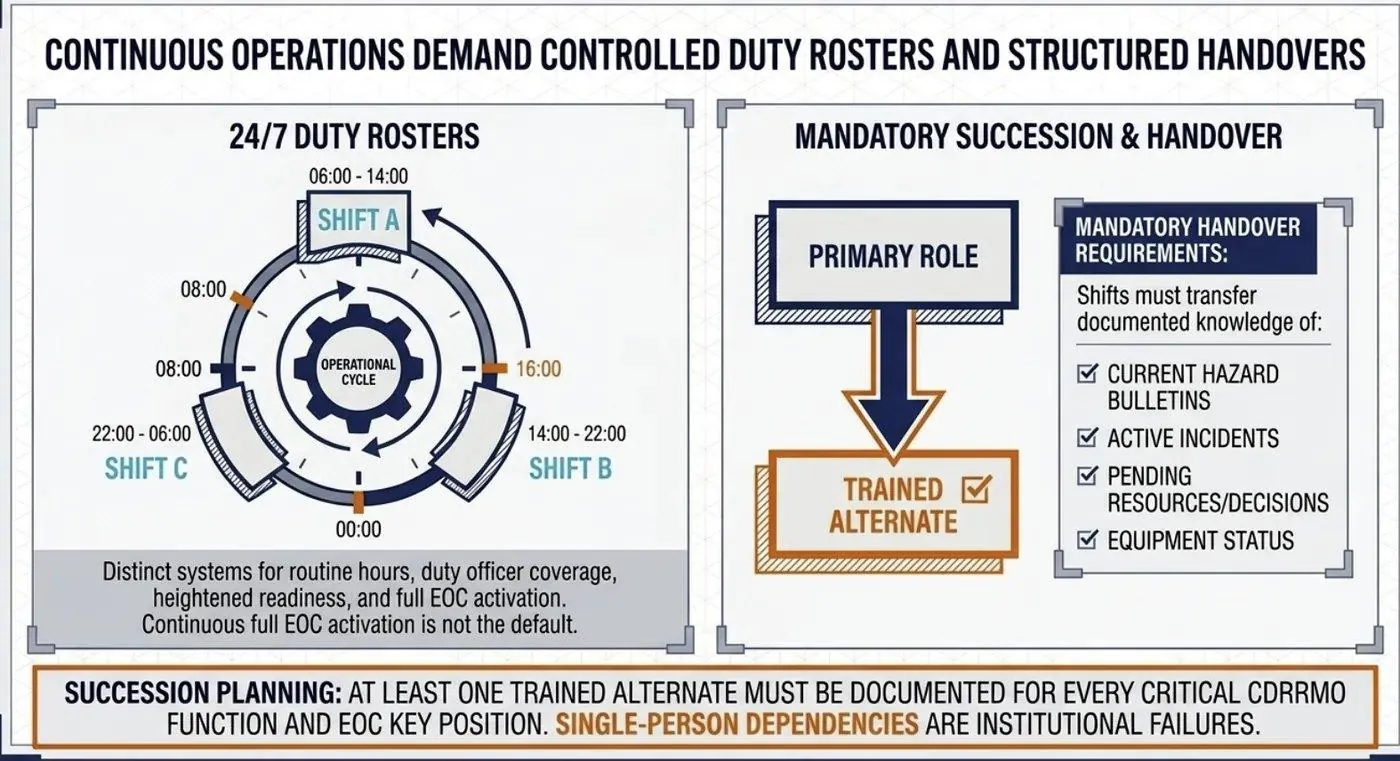 CONTINUOUS OPERATIONS DEMAND CONTROLLED DUTY ROSTERS AND STRUCTURED HANDOVERS
24/7 DUTY ROSTERS
06:00 - 14:00
SHIFT A
08:00
08:00
OPERATIONAL
CYCLE
16:00
22:00 - 06:00
SHIFT C
14:00 - 22:00
SHIFT B
00:00
Distinct systems for routine hours, duty officer coverage,
heightened readiness, and full EOC activation.
Continuous full EOC activation is not the default.
MANDATORY SUCCESSION & HANDOVER
PRIMARY ROLE
TRAINED
ALTERNATE
MANDATORY HANDOVER
REQUIREMENTS:
Shifts must transfer
documented knowledge of:
CURRENT HAZARD
BULLETINS
ACTIVE INCIDENTS
PENDING
RESOURCES/DECISIONS
EQUIPMENT STATUS
SUCCESSION PLANNING: AT LEAST ONE TRAINED ALTERNATE MUST BE DOCUMENTED FOR EVERY CRITICAL CDRRMO
FUNCTION AND EOC KEY POSITION. SINGLE-PERSON DEPENDENCIES ARE INSTITUTIONAL FAILURES.